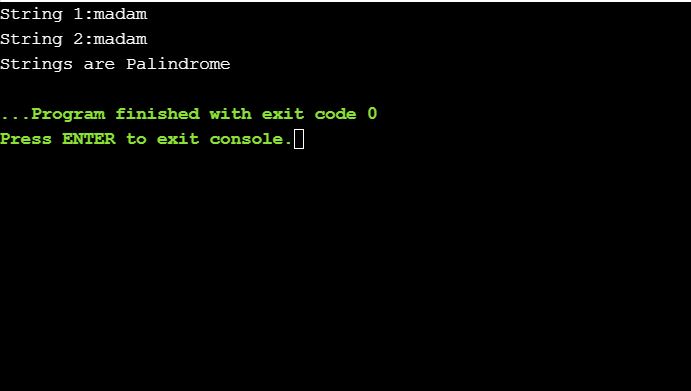 String 1:madam
String 2:madam
Strings are Palindrome
...Program finished with exit code 0
Press ENTER to exit console.